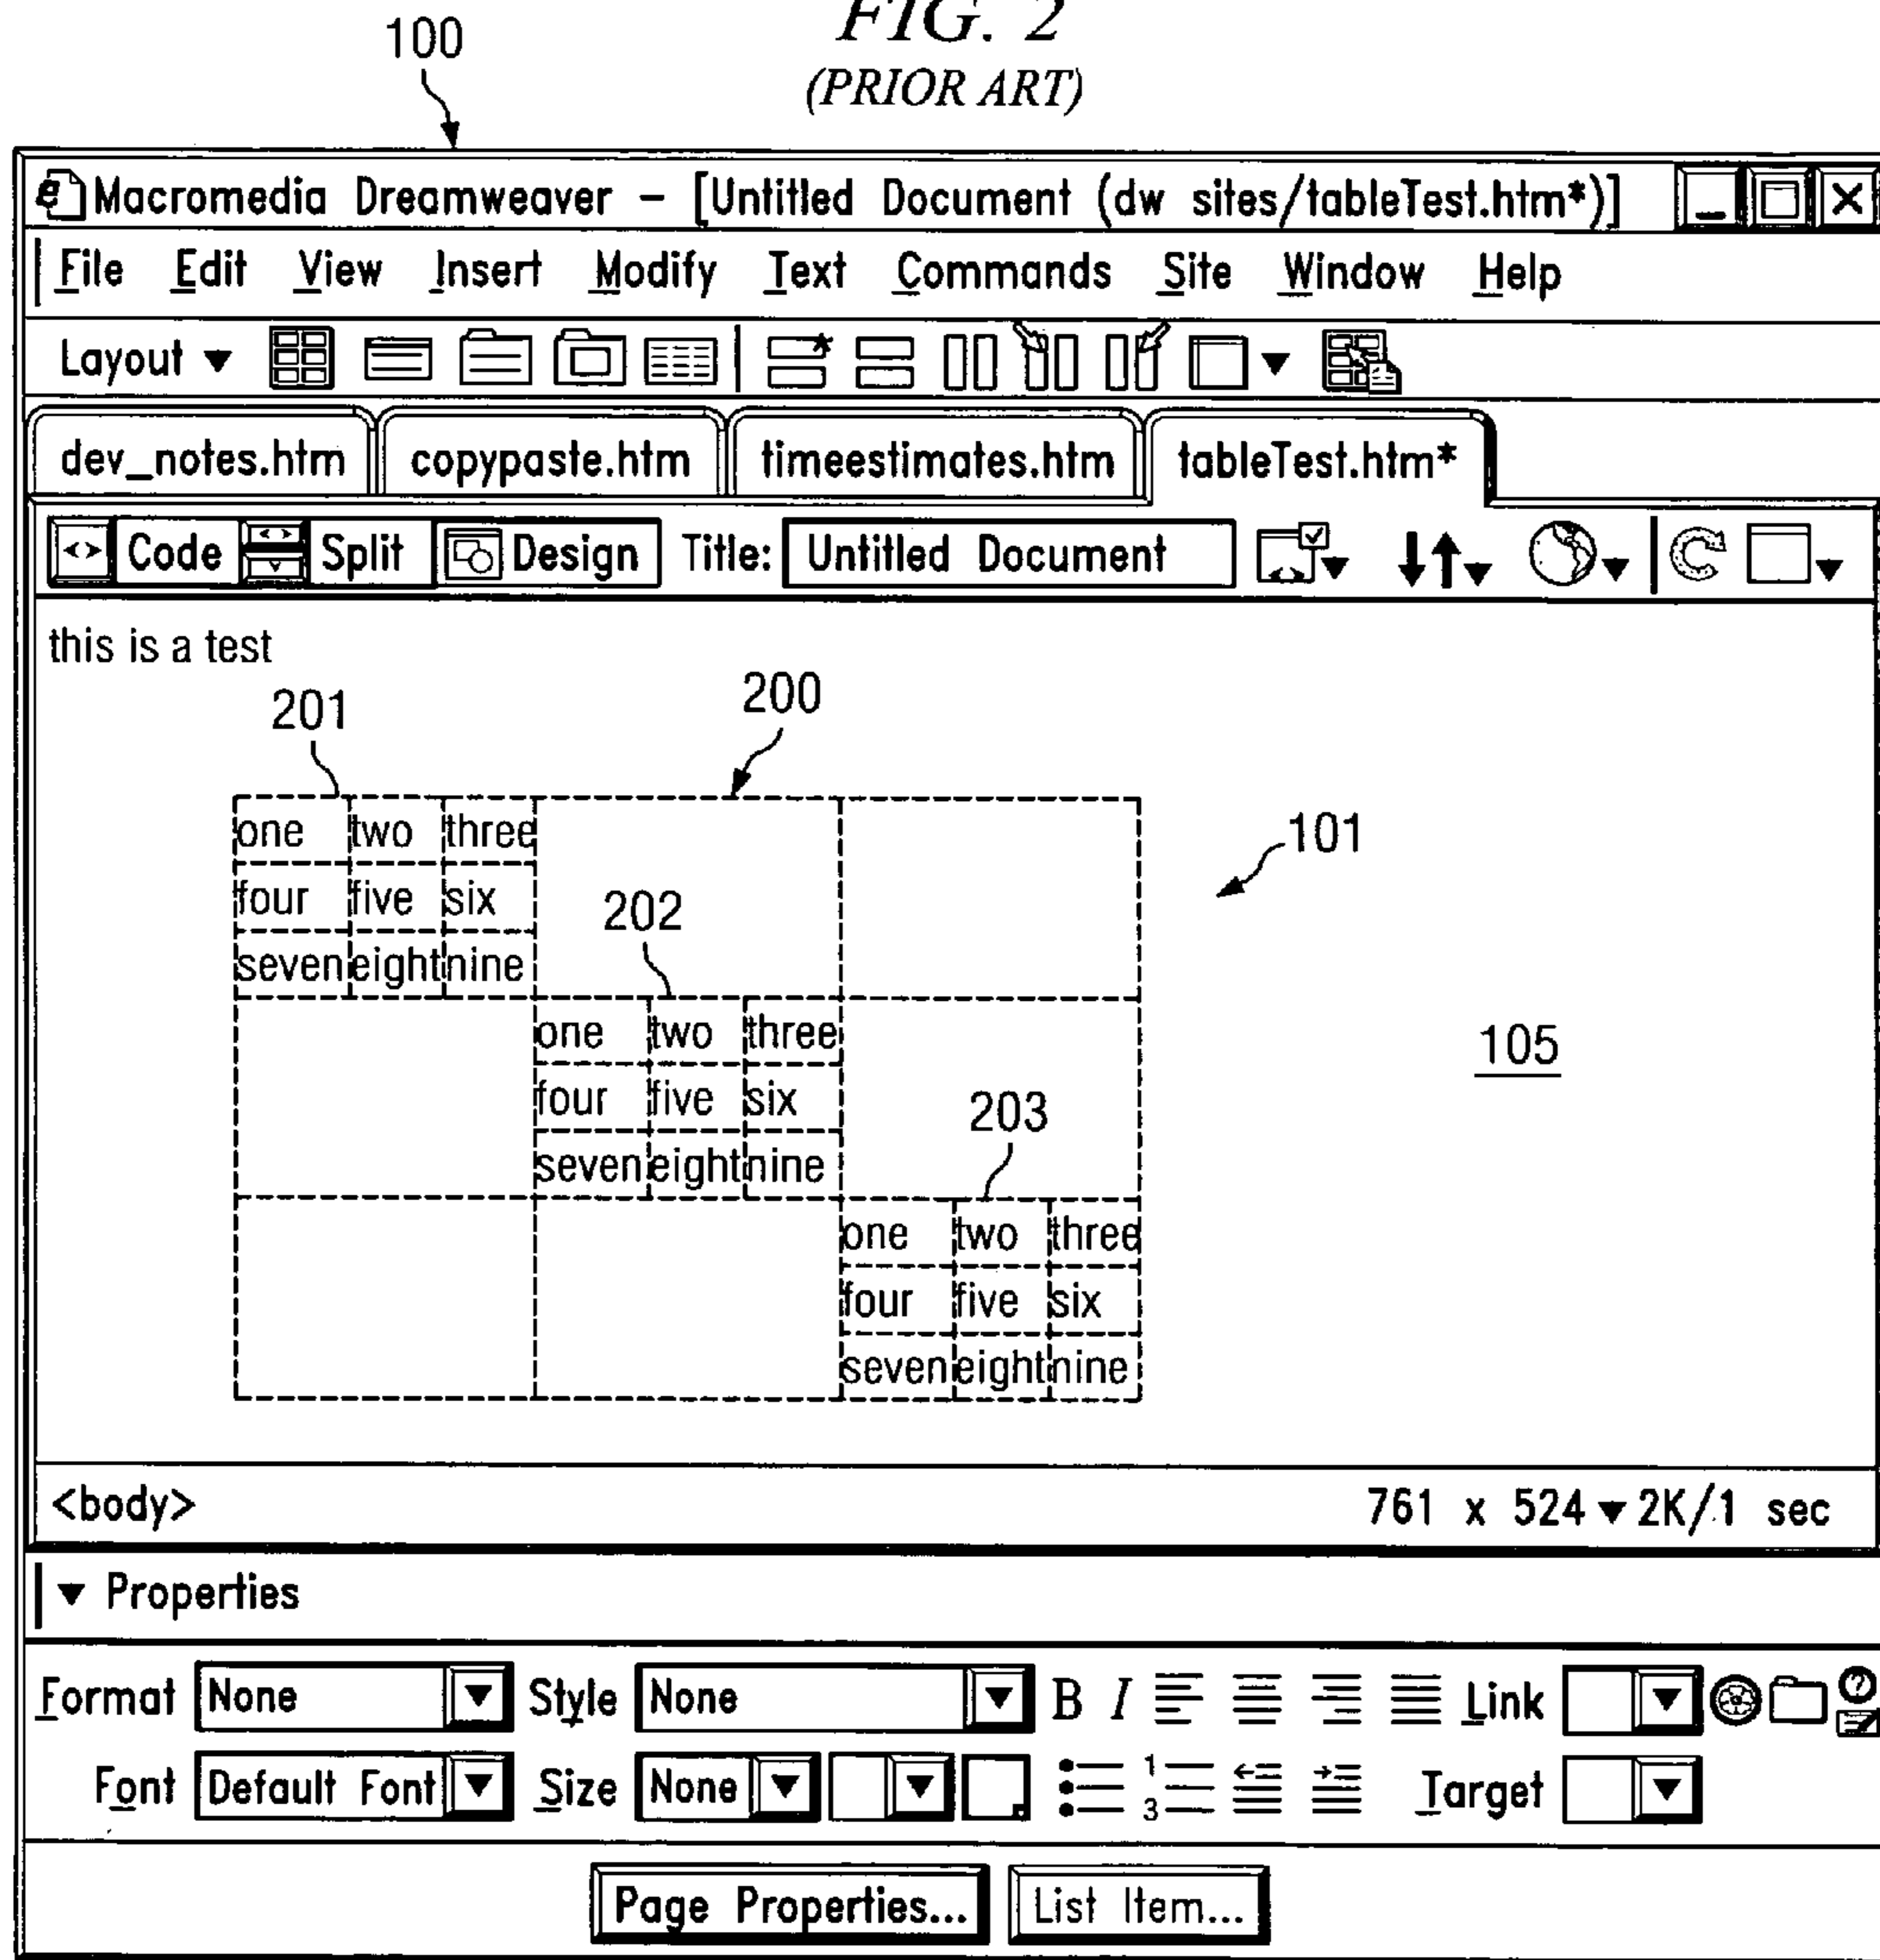 FIG. 2
(PRIOR ART)
100
Macromedia Dreamweaver - [Untitled Document (dw sites/tableTest.htm*)]
File Edit View Insert Modify Text Commands Site Window Help
Layout
dev_notes.htm copypaste.htm timeestimates.htm tableTest.htm*
Code Split Design Title: Untitled Document
this is a test
201 200
101
one two three
four five six
seven eight nine
202
105
one two three
four five six
seven eight nine
203
one two three
four five six
seven eight nine
<body> 761 x 524 2K/1 sec
Properties
Format None Style None B I Link
Font Default Font Size None 1 3 Target
Page Properties... List Item...